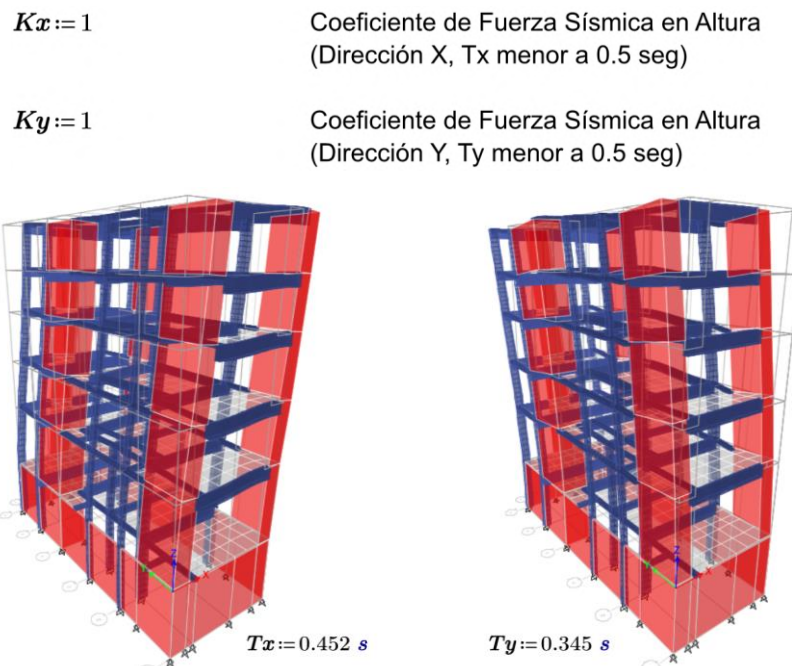 Kx:=1 Coeficiente de Fuerza Sísmica en Altura
(Dirección X, Tx menor a 0.5 seg)
Ky:=1 Coeficiente de Fuerza Sísmica en Altura
(Dirección Y, Ty menor a 0.5 seg)
Z
Y
X
Z
Y
X
Tx:=0.452 s
Ty:=0.345 s